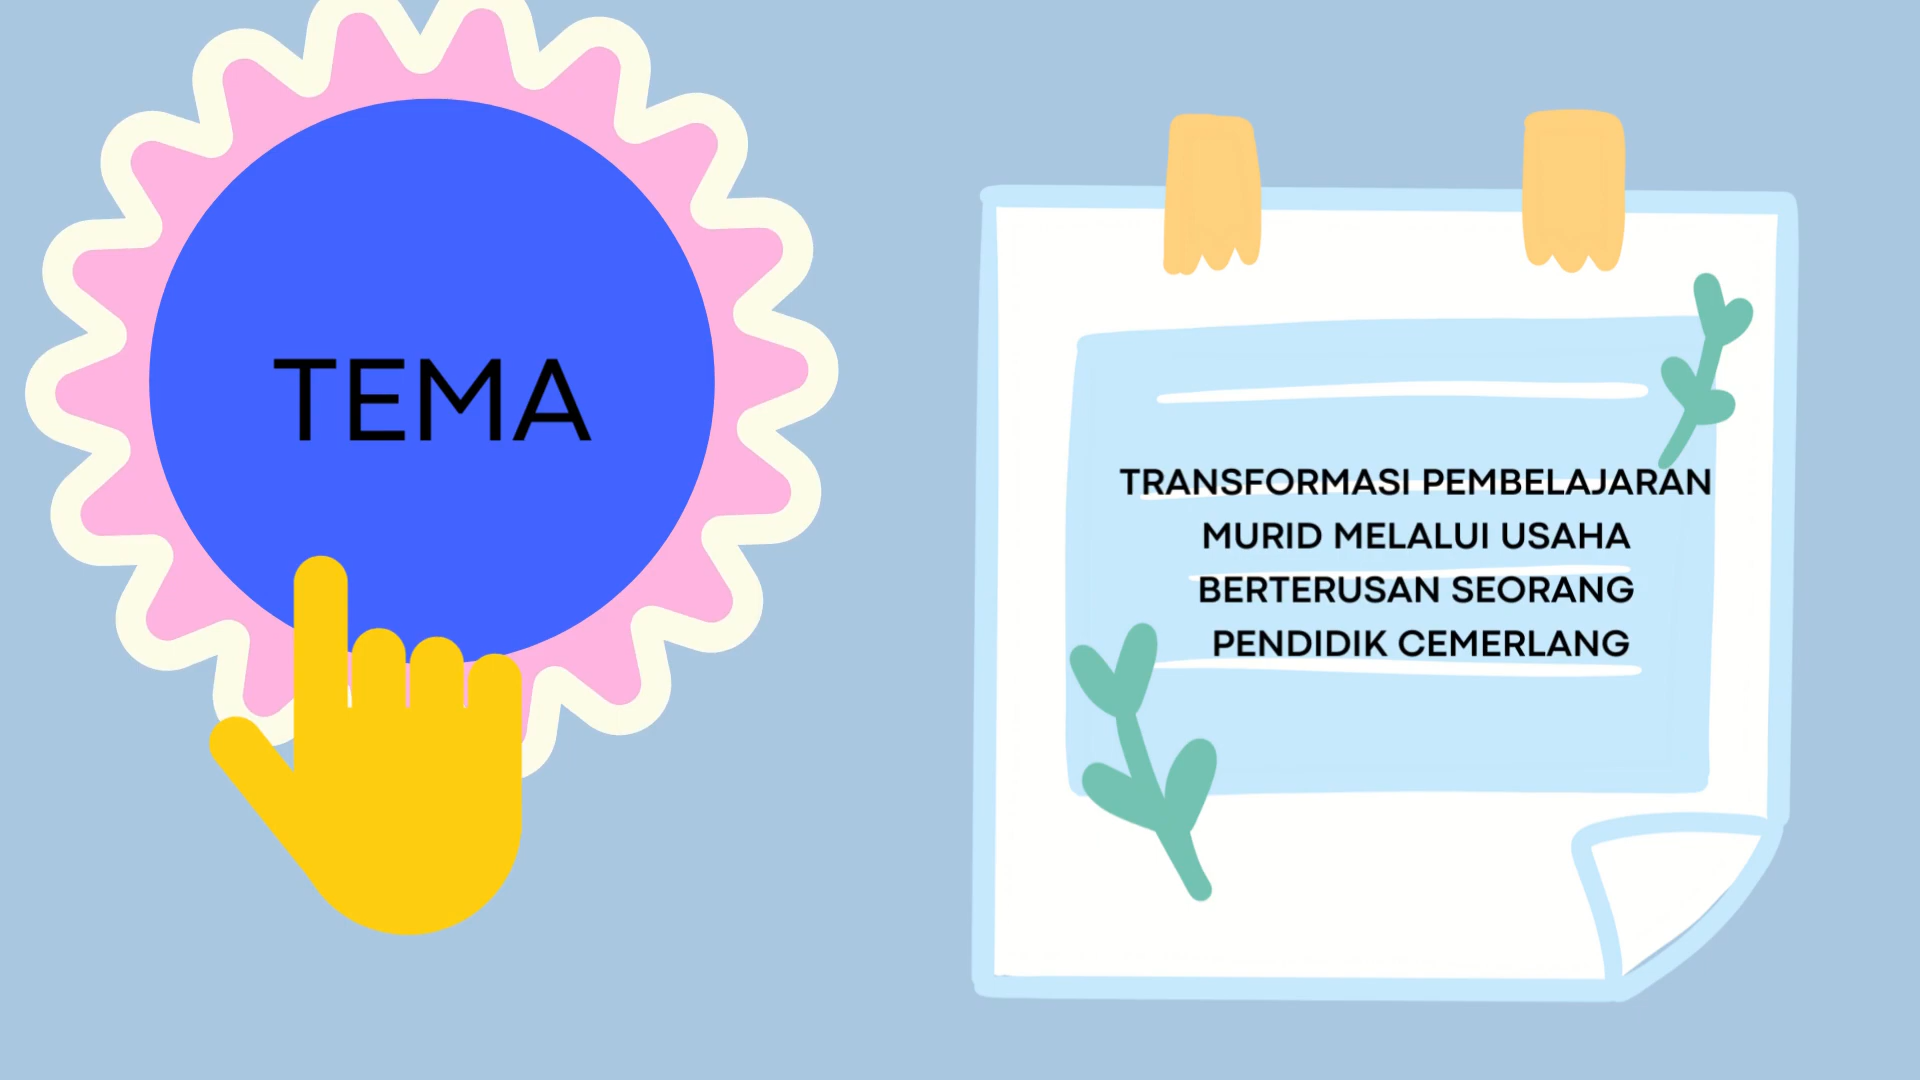 TEMA
TRANSFORMASI PEMBELAJARAN
MURID MELALUI USAHA
BERTERUSAN SEORANG
PENDIDIK CEMERLANG